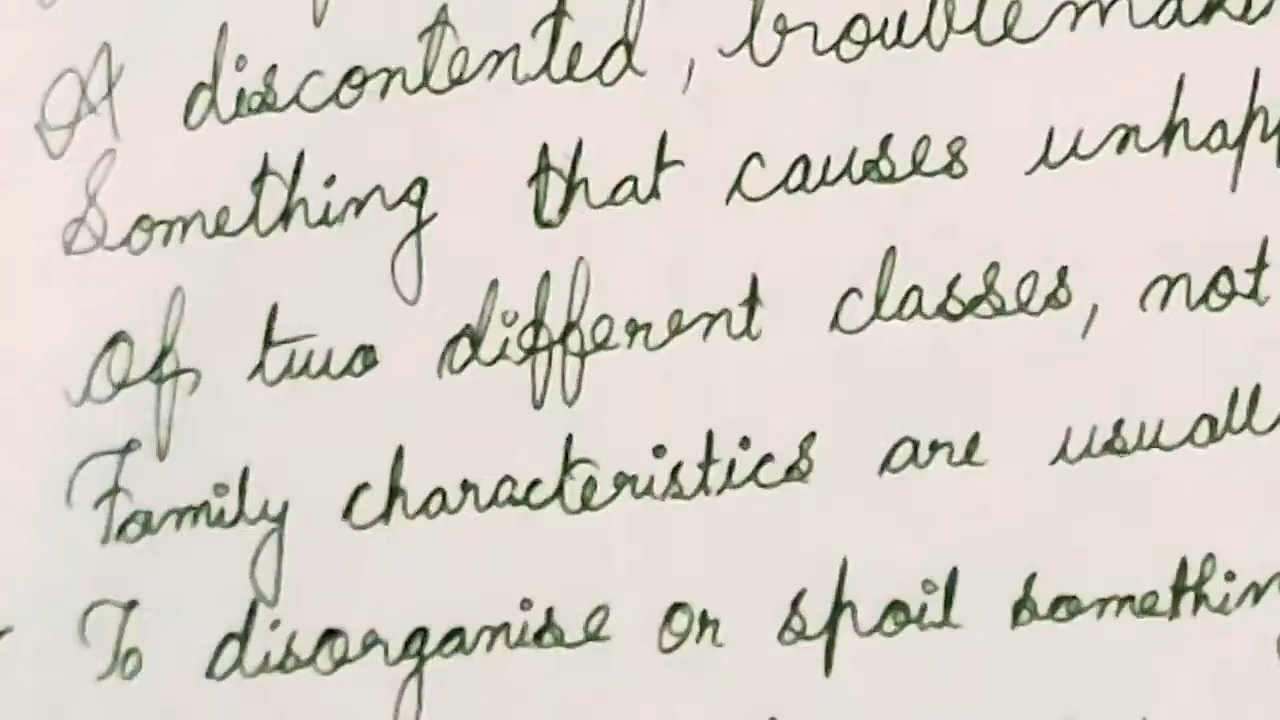 A discontented, troublemake
Something that causes unhap
Of two different classes, not
Family characteristics are usuall
To disorganise or spoil somethin